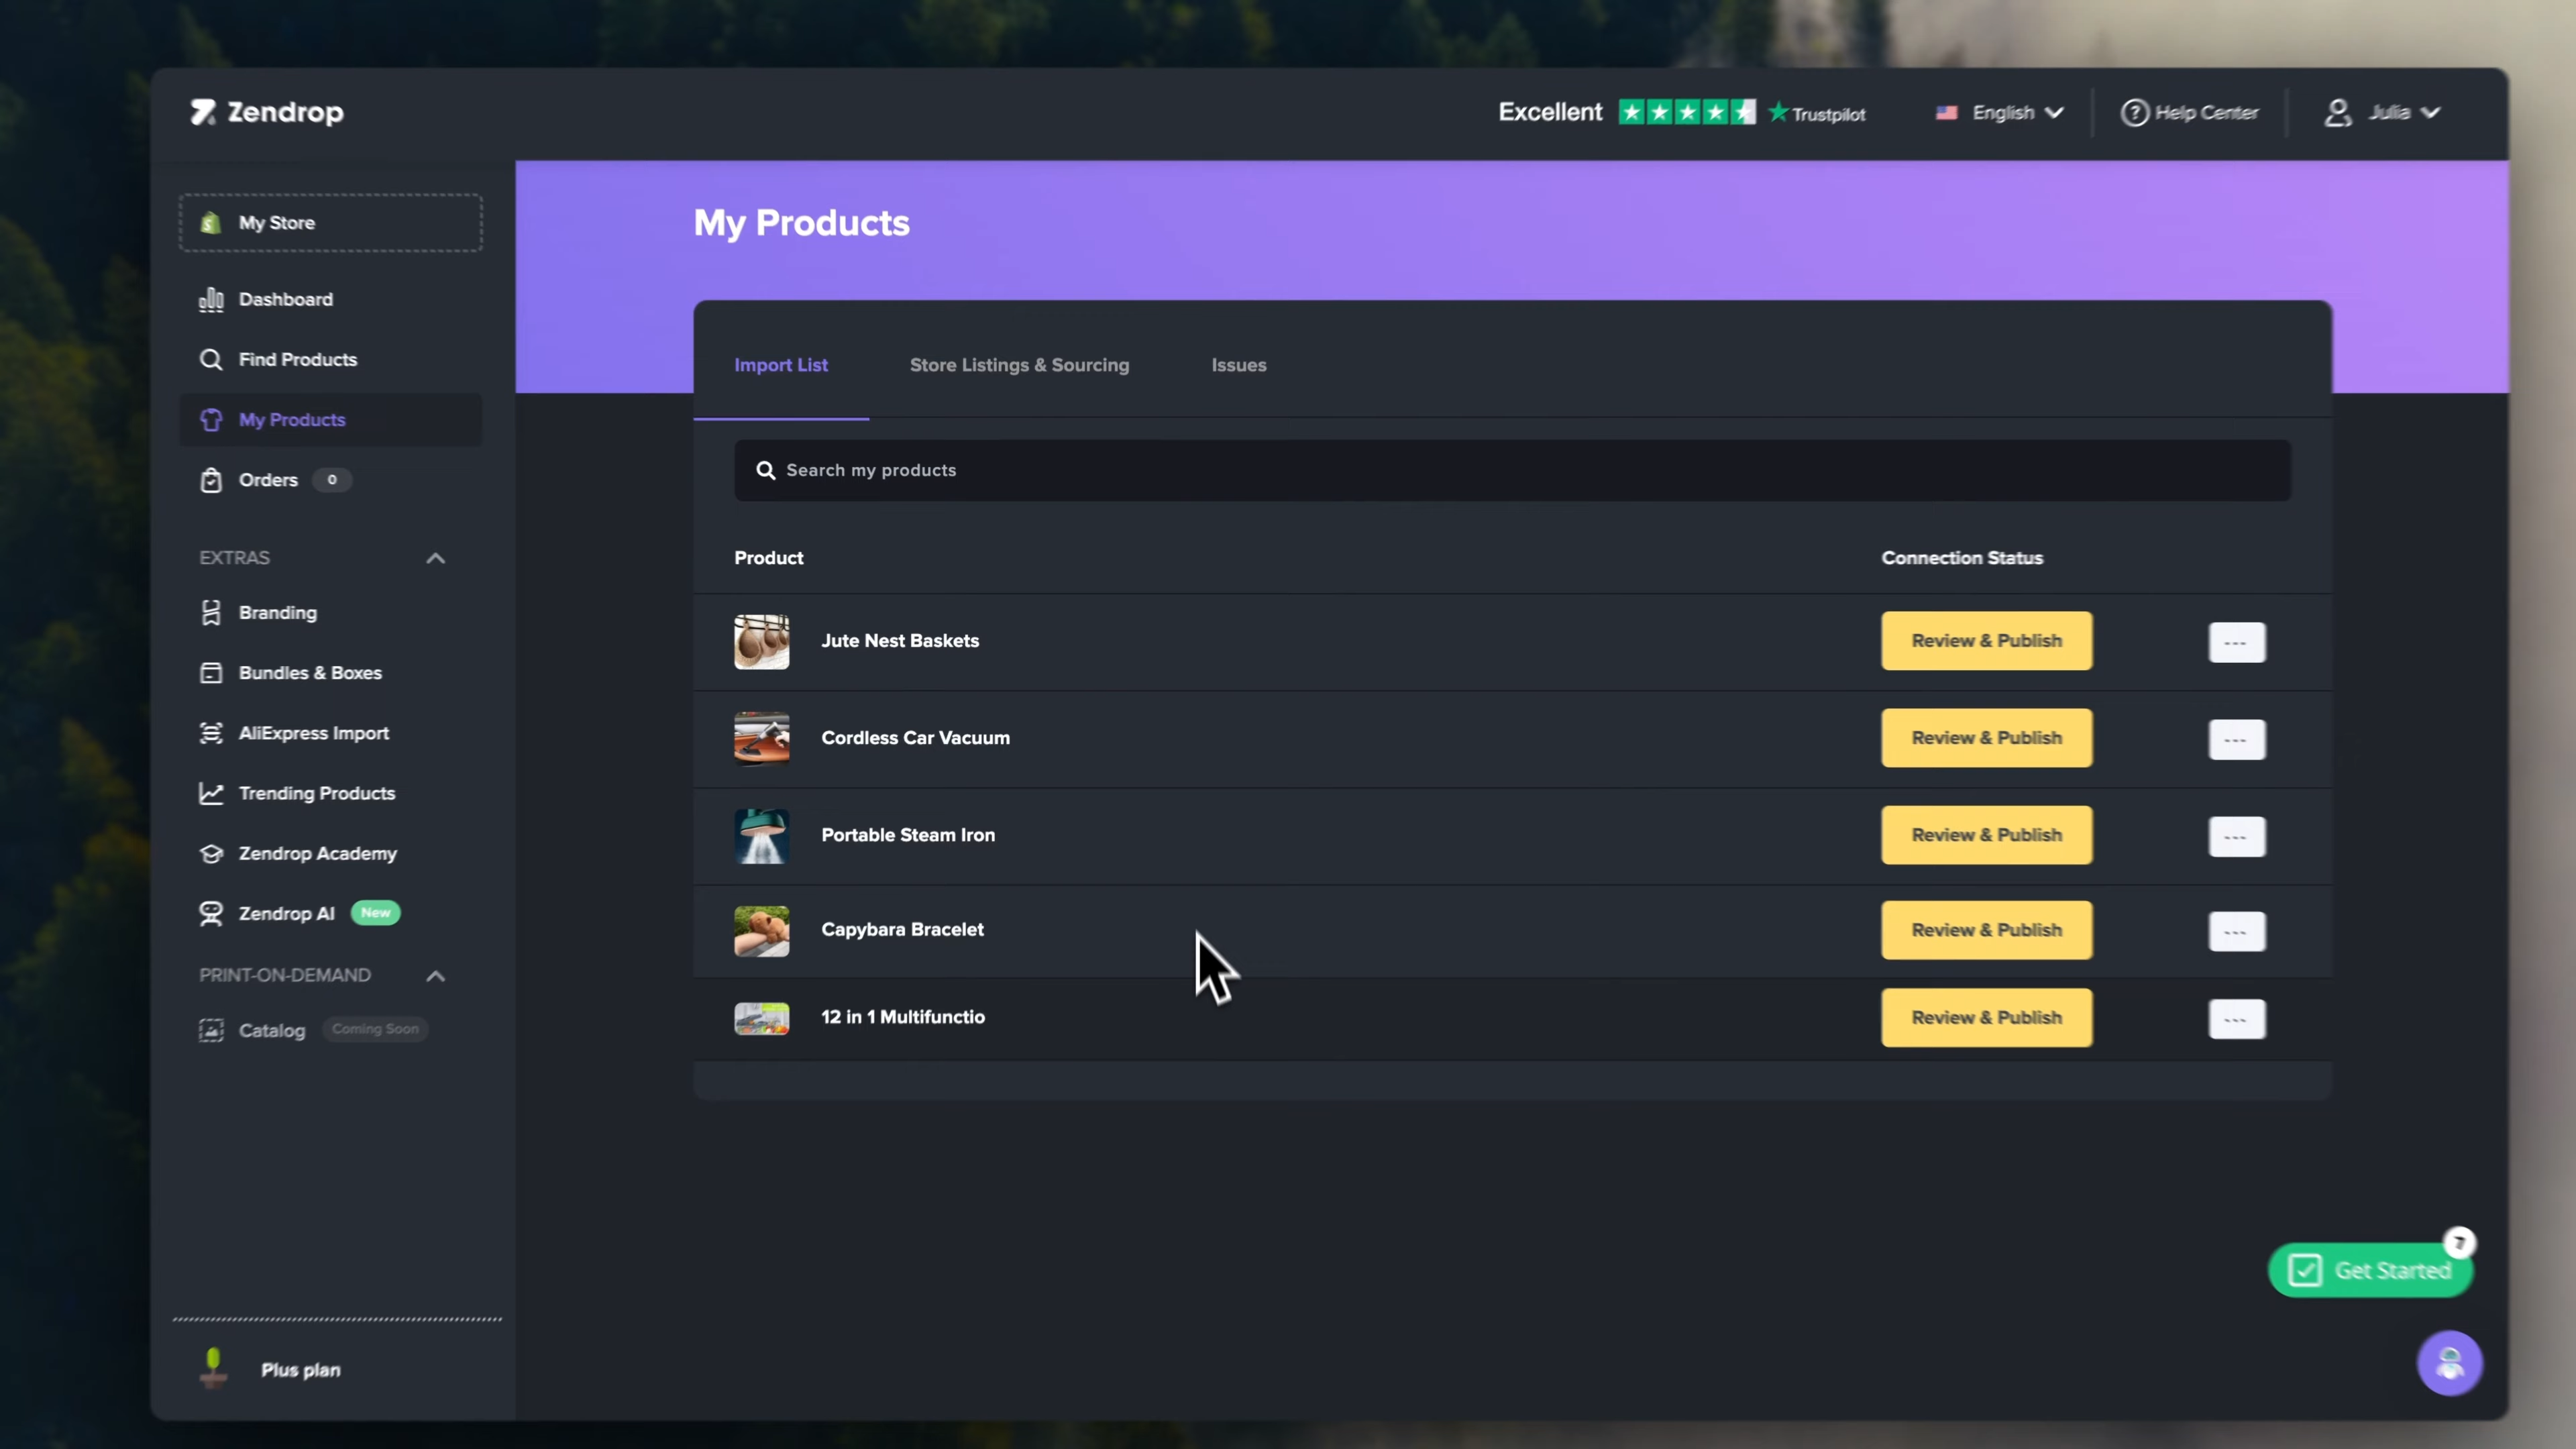 Zendrop
Excellent
Trustpilot
English
Help Center
Julia
My Store
Dashboard
Find Products
My Products
Orders 0
EXTRAS
Branding
Bundles & Boxes
AliExpress Import
Trending Products
Zendrop Academy
Zendrop AI New
PRINT-ON-DEMAND
Catalog Coming Soon
Plus plan
My Products
Import List Store Listings & Sourcing Issues
Search my products
Product Connection Status
Jute Nest Baskets Review & Publish ---
Cordless Car Vacuum Review & Publish ---
Portable Steam Iron Review & Publish ---
Capybara Bracelet Review & Publish ---
12 in 1 Multifunctio Review & Publish ---
7
Get Started